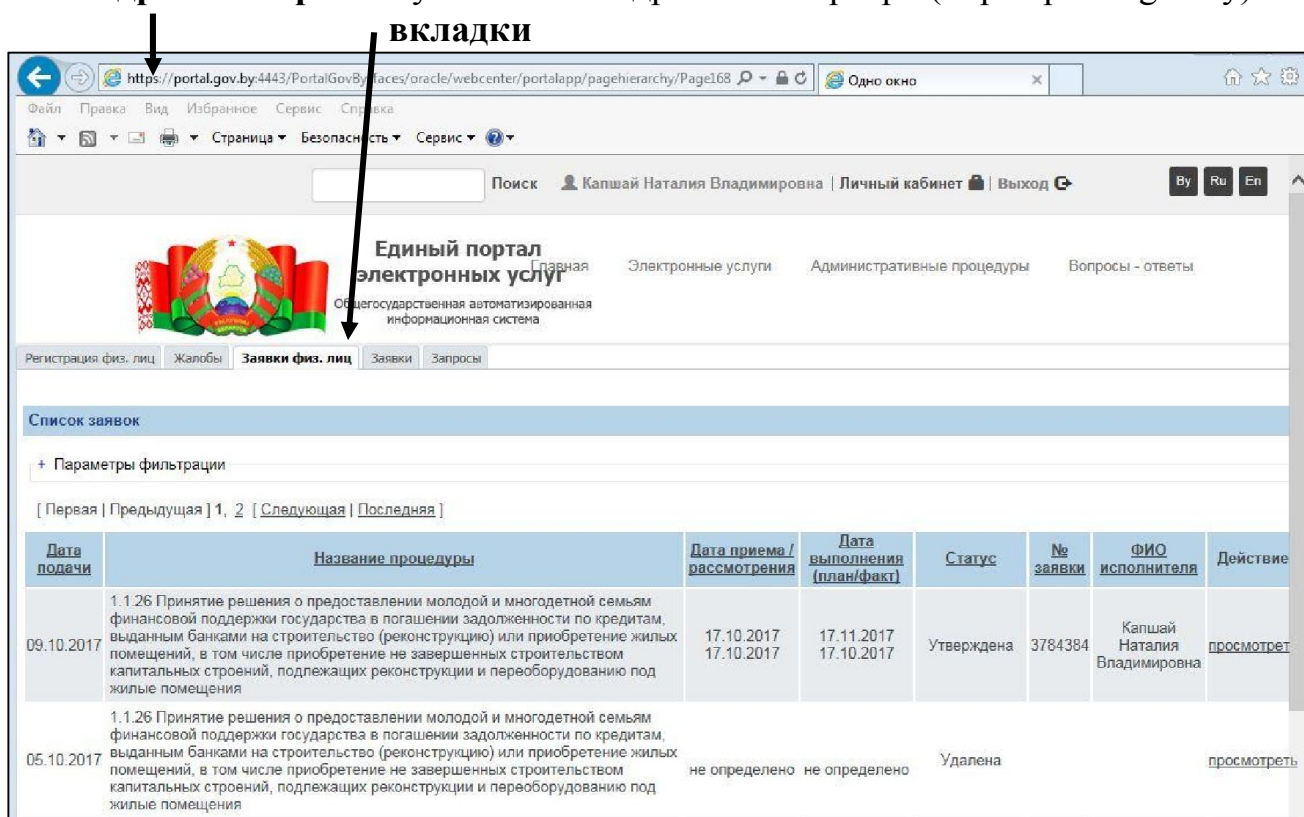 вкладки
https://portal.gov.by:4443/PortalGovBy/faces/oracle/webcenter/portalapp/pagehierarchy/Page168
Одно окно
Файл Правка Вид Избранное Сервис Справка
Страница Безопасность Сервис
Поиск Капшай Наталия Владимировна | Личный кабинет | Выход By Ru En
Единый портал
электронных услуг
Главная Электронные услуги Административные процедуры Вопросы - ответы
Общегосударственная автоматизированная
информационная система
Регистрация физ. лиц Жалобы Заявки физ. лиц Заявки Запросы
Список заявок
+ Параметры фильтрации
[ Первая | Предыдущая ] 1, 2 [ Следующая | Последняя ]
Дата подачи Название процедуры Дата приема / рассмотрения Дата выполнения (план/факт) Статус № заявки ФИО исполнителя Действие
1.1.26 Принятие решения о предоставлении молодой и многодетной семьям
финансовой поддержки государства в погашении задолженности по кредитам,
09.10.2017 выданным банками на строительство (реконструкцию) или приобретение жилых 17.10.2017 17.11.2017 Утверждена 3784384 Капшай
помещений, в том числе приобретение не завершенных строительством 17.10.2017 17.10.2017 Наталия просмотрет
капитальных строений, подлежащих реконструкции и переоборудованию под Владимировна
жилые помещения
1.1.26 Принятие решения о предоставлении молодой и многодетной семьям
финансовой поддержки государства в погашении задолженности по кредитам,
05.10.2017 выданным банками на строительство (реконструкцию) или приобретение жилых Удалена просмотреть
помещений, в том числе приобретение не завершенных строительством не определено не определено
капитальных строений, подлежащих реконструкции и переоборудованию под
жилые помещения